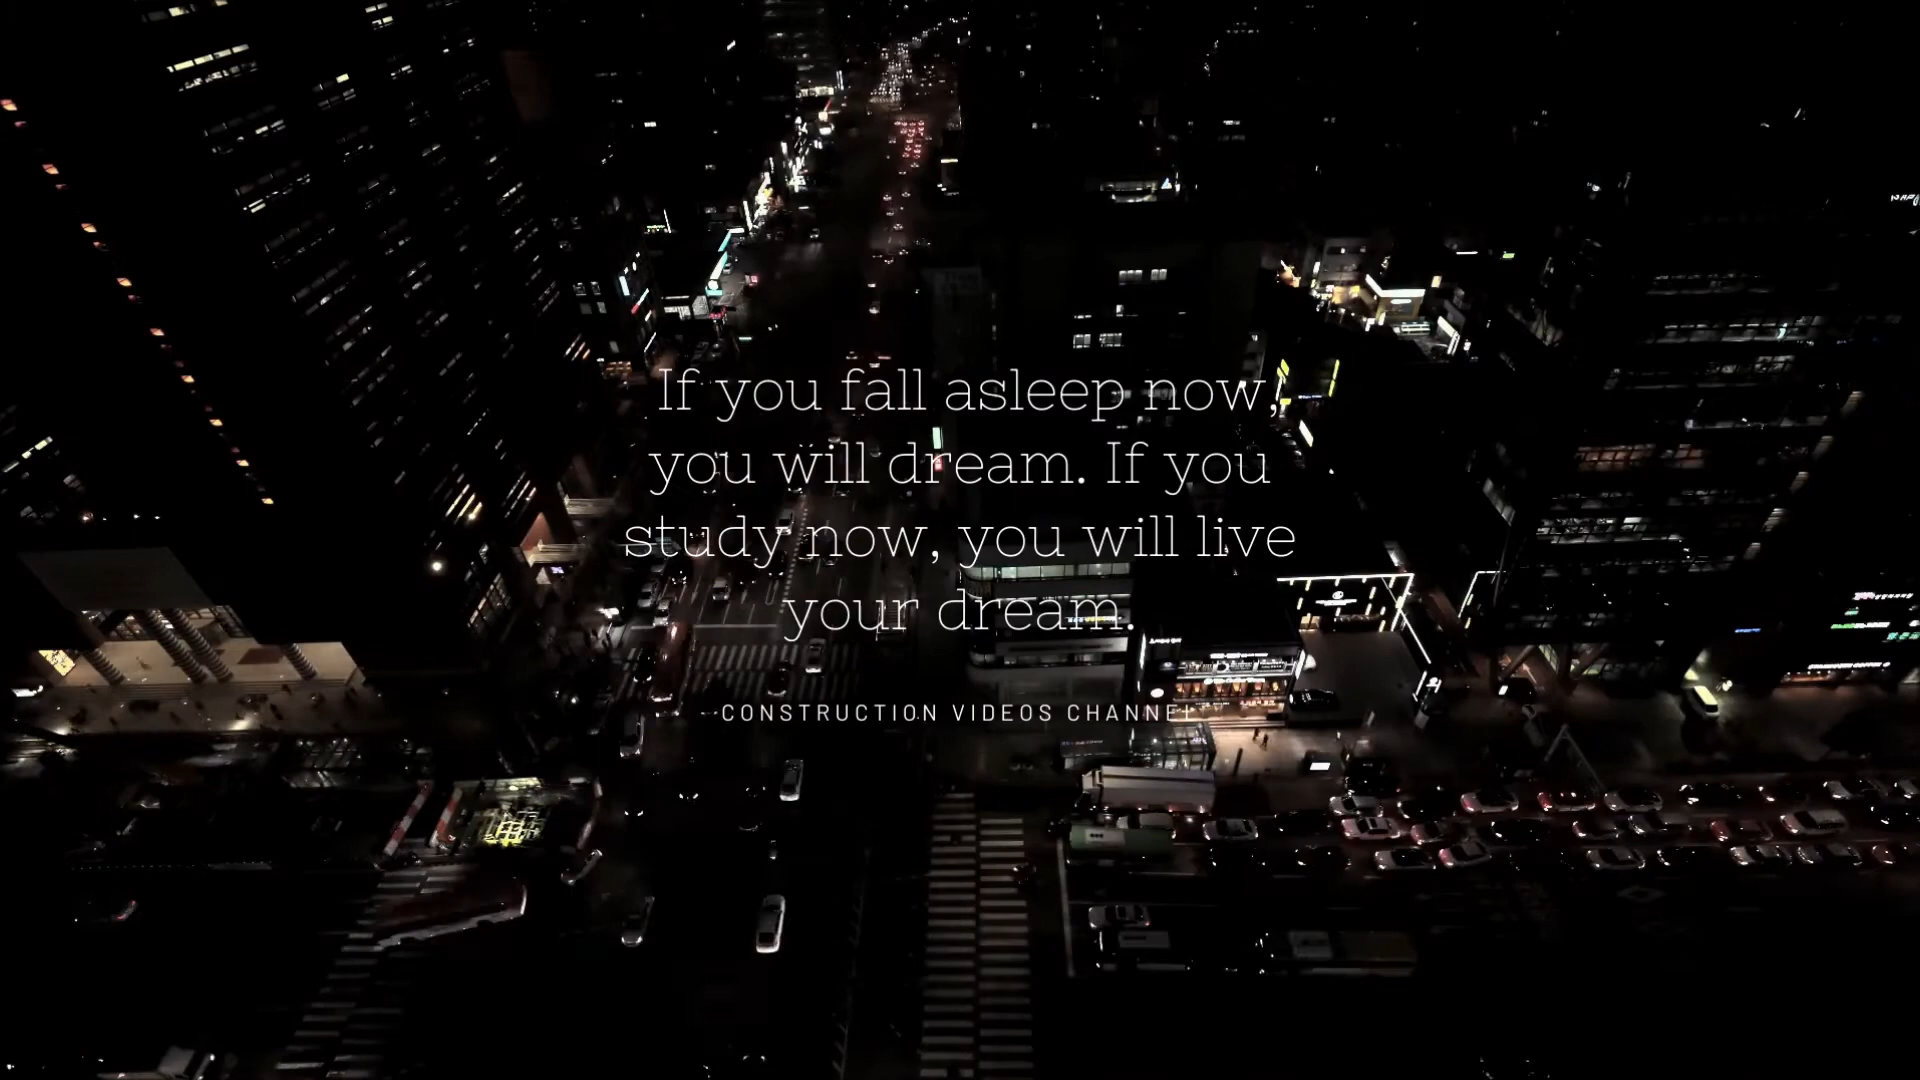 If you fall asleep now,
you will dream. If you
study now, you will live
your dream.
CONSTRUCTION VIDEOS CHANNEL